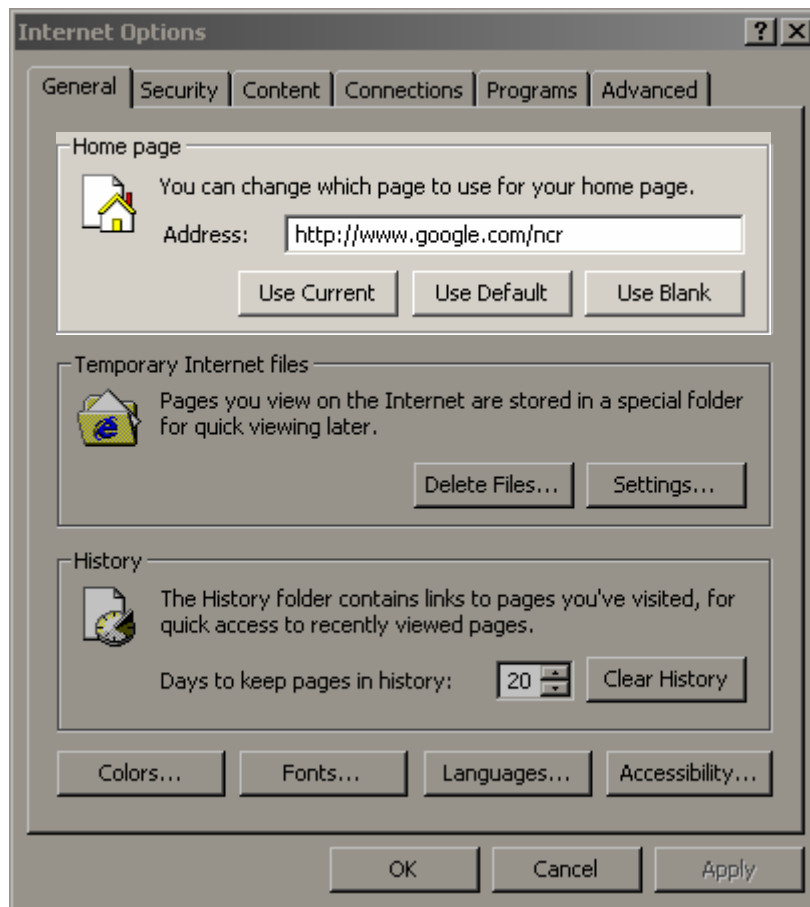 Internet Options
General Security Content Connections Programs Advanced
Home page
You can change which page to use for your home page.
Address: http://www.google.com/ncr
Use Current Use Default Use Blank
Temporary Internet files
Pages you view on the Internet are stored in a special folder
for quick viewing later.
Delete Files... Settings...
History
The History folder contains links to pages you've visited, for
quick access to recently viewed pages.
Days to keep pages in history: 20 Clear History
Colors... Fonts... Languages... Accessibility...
OK Cancel Apply